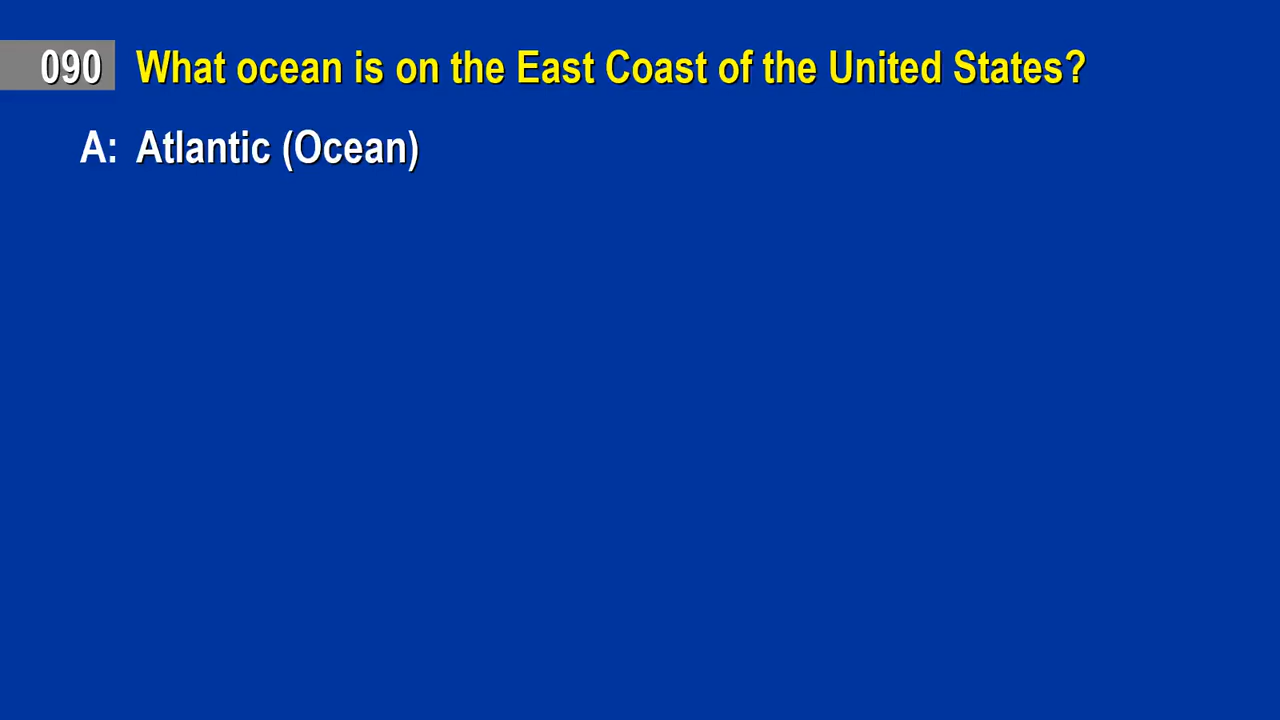 090 What ocean is on the East Coast of the United States?
A: Atlantic (Ocean)